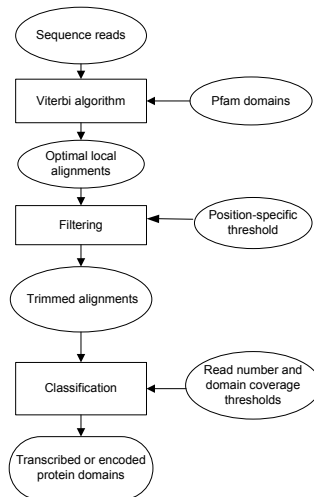 Sequence reads
Viterbi algorithm
Pfam domains
Optimal local
alignments
Filtering
Position-specific
threshold
Trimmed alignments
Classification
Read number and
domain coverage
thresholds
Transcribed or encoded
protein domains